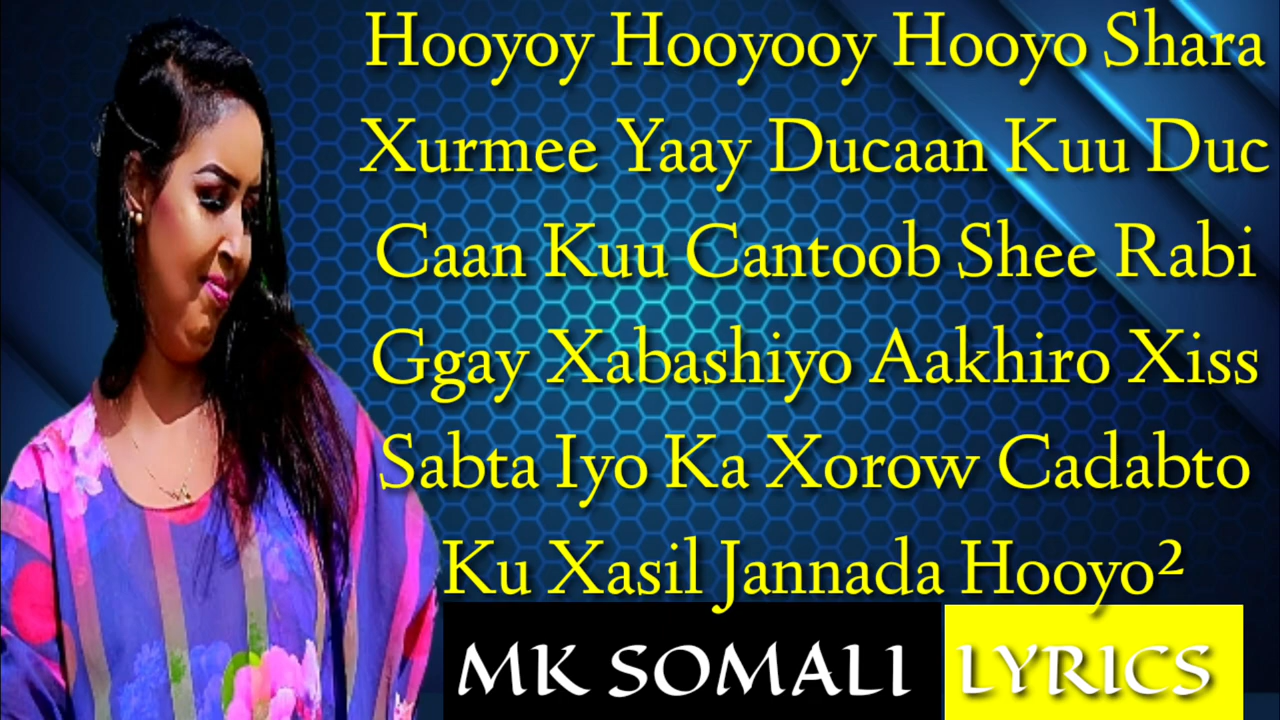 Hooyoy Hooyooy Hooyo Shara
Xurmee Yaay Ducaan Kuu Duc
Caan Kuu Cantoob Shee Rabi
Ggay Xabashiyo Aakhiro Xiss
Sabta Iyo Ka Xorow Cadabto
Ku Xasil Jannada Hooyo²
MK SOMALI LYRICS